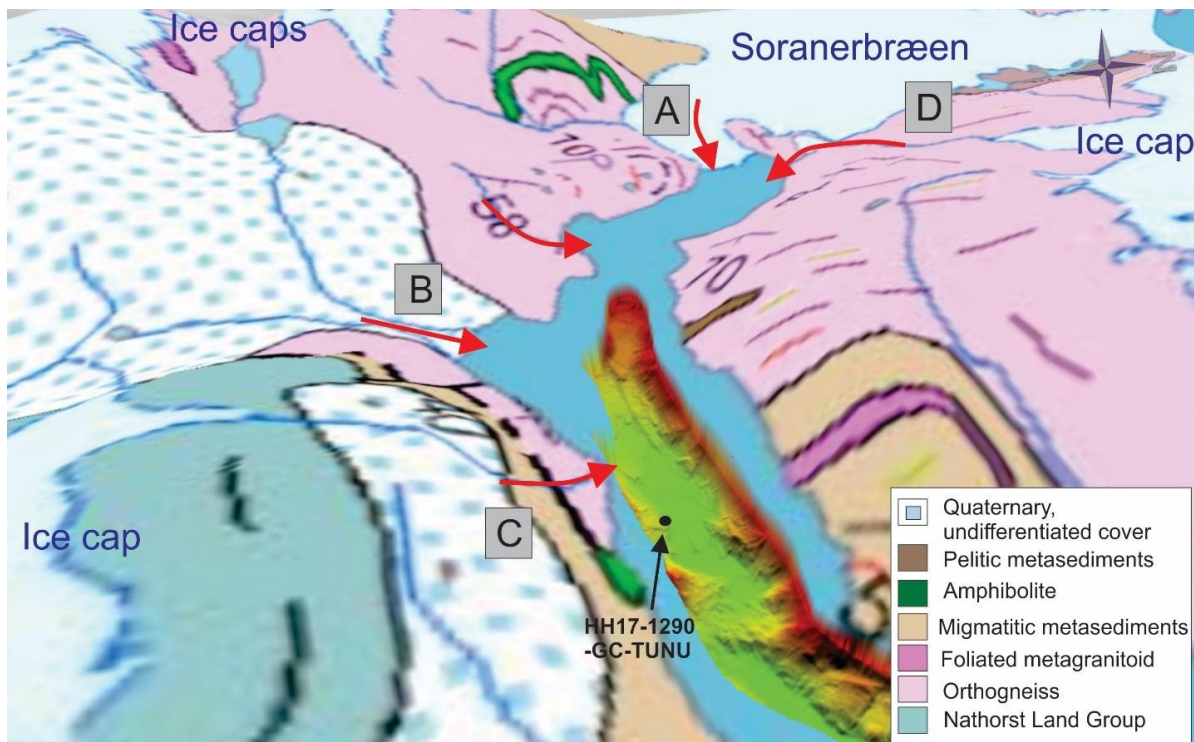 Ice caps
Soranerbræen
A
D
Ice cap
108
58
B
70
Ice cap
C
HH17-1290
-GC-TUNU
Quaternary,
undifferentiated cover
Pelitic metasediments
Amphibolite
Migmatitic metasediments
Foliated metagranitoid
Orthogneiss
Nathorst Land Group